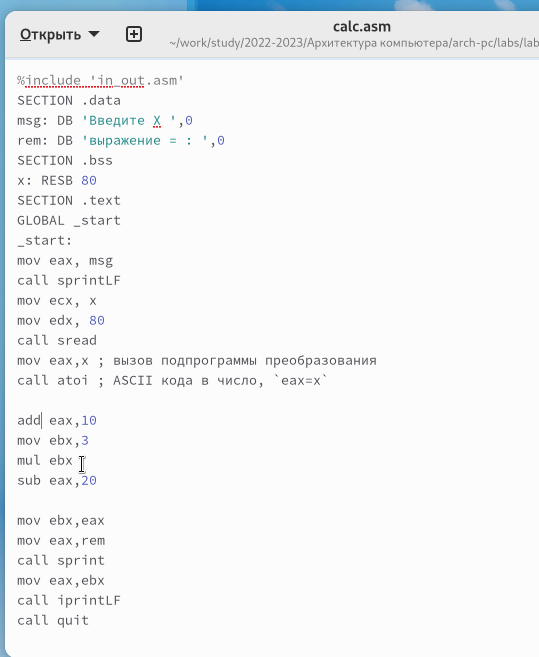 Открыть
calc.asm
~/work/study/2022-2023/Архитектура компьютера/arch-pc/labs/lab
%include 'in_out.asm'
SECTION .data
msg: DB 'Введите X ',0
rem: DB 'выражение = : ',0
SECTION .bss
x: RESB 80
SECTION .text
GLOBAL _start
_start:
mov eax, msg
call sprintLF
mov ecx, x
mov edx, 80
call sread
mov eax,x ; вызов подпрограммы преобразования
call atoi ; ASCII кода в число, `eax=x`
add eax,10
mov ebx,3
mul ebx
sub eax,20
mov ebx,eax
mov eax,rem
call sprint
mov eax,ebx
call iprintLF
call quit